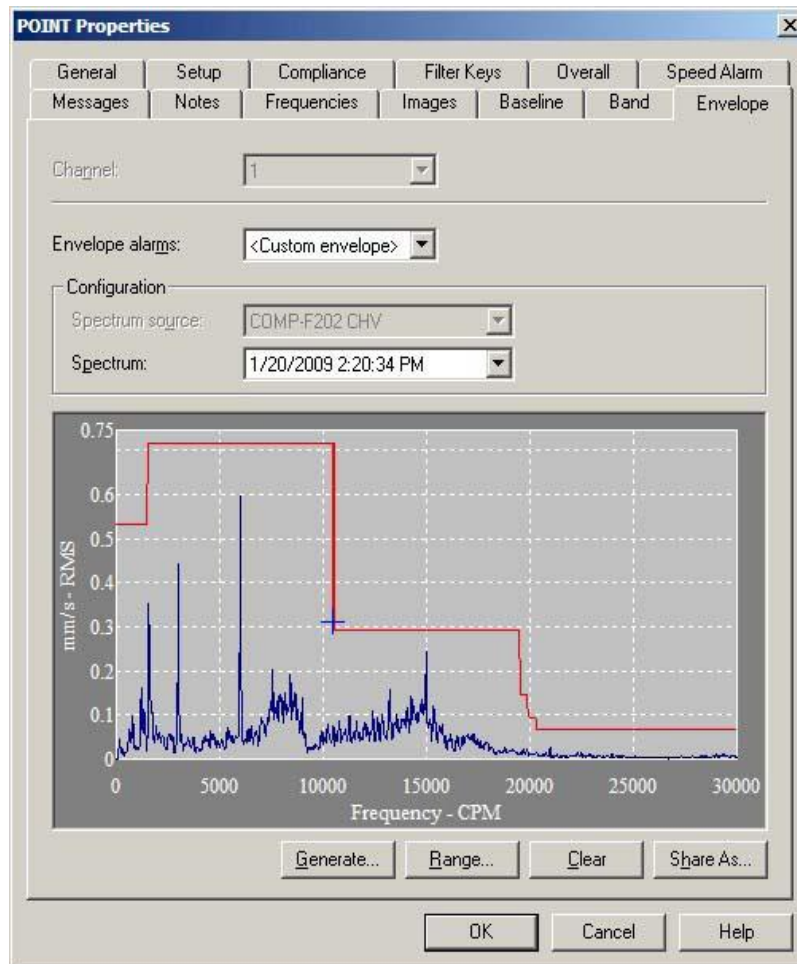 POINT Properties
General Setup Compliance Filter Keys Overall Speed Alarm
Messages Notes Frequencies Images Baseline Band Envelope
Channel: 1
Envelope alarms: <Custom envelope>
Configuration
Spectrum source: COMP-F202 CHV
Spectrum: 1/20/2009 2:20:34 PM
0.75
0.6
0.5
0.4
0.3
0.2
0.1
0
mm/s - RMS
0 5000 10000 15000 20000 25000 30000
Frequency - CPM
Generate... Range... Clear Share As...
OK Cancel Help